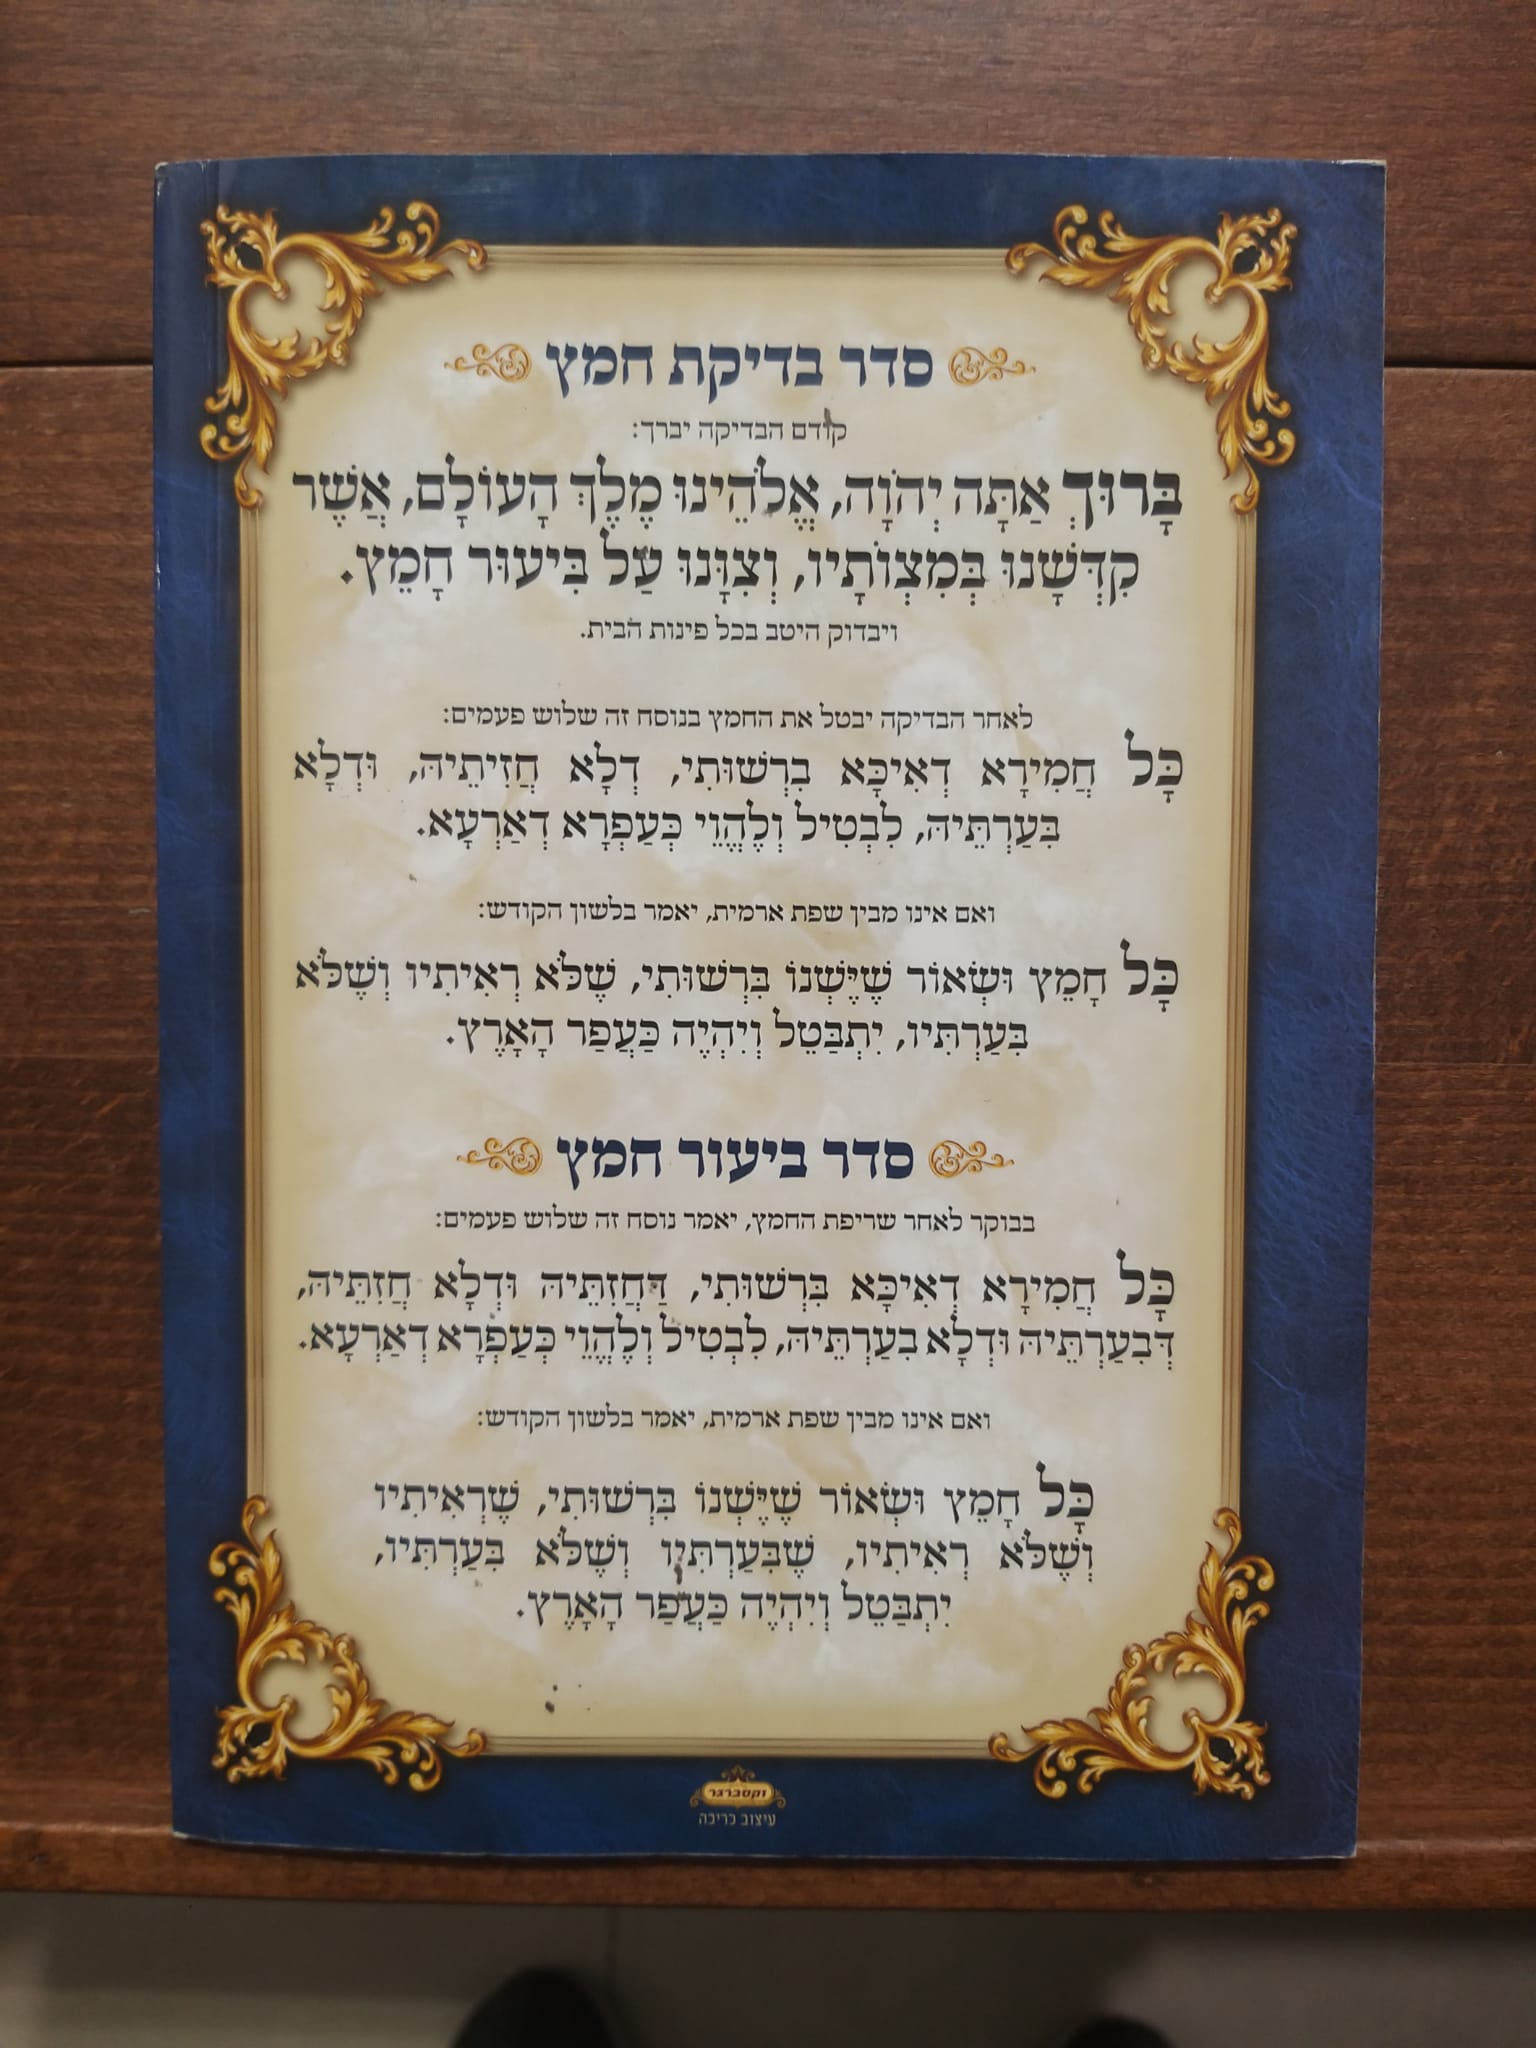 סדר בדיקת חמץ
קודם הבדיקה יברך:
בָּרוּךְ אַתָּה יְהֹוָה, אֱלֹהֵינוּ מֶלֶךְ הָעוֹלָם, אֲשֶׁר
קִדְּשָׁנוּ בְּמִצְוֹתָיו, וְצִוָּנוּ עַל בִּיעוּר חָמֵץ.
ויבדוק היטב בכל פינות הבית.
לאחר הבדיקה יבטל את החמץ בנוסח זה שלוש פעמים:
כָּל חֲמִירָא דְאִיכָּא בִרְשׁוּתִי, דְלָא חֲזִיתֵיהּ, וּדְלָא
בִּעַרְתֵּיהּ, לִבְטִיל וְלֶהֱוֵי כְּעַפְרָא דְאַרְעָא.
ואם אינו מבין שפת ארמית, יאמר בלשון הקודש:
כָּל חָמֵץ וּשְׂאוֹר שֶׁיֶּשְׁנוֹ בִּרְשׁוּתִי, שֶׁלֹּא רְאִיתִיו וְשֶׁלֹּא
בִּעַרְתִּיו, יִתְבַּטֵל וְיִהְיֶה כַּעֲפַר הָאָרֶץ.
סדר ביעור חמץ
בבוקר לאחר שריפת החמץ, יאמר נוסח זה שלוש פעמים:
כָּל חֲמִירָא דְאִיכָּא בִּרְשׁוּתִי, דַּחֲזִתֵּיהּ וּדְלָא חֲזִתֵּיהּ,
דְּבִעַרְתֵּיהּ וּדְלָא בִעַרְתֵּיהּ, לִבְטִיל וְלֶהֱוֵי כְּעַפְרָא דְאַרְעָא.
ואם אינו מבין שפת ארמית, יאמר בלשון הקודש:
כָּל חָמֵץ וּשְׂאוֹר שֶׁיֶּשְׁנוֹ בִּרְשׁוּתִי, שֶׁרְאִיתִיו
וְשֶׁלֹּא רְאִיתִיו, שֶׁבִּעַרְתִּיו וְשֶׁלֹּא בִּעַרְתִּיו,
יִתְבַּטֵל וְיִהְיֶה כַּעֲפַר הָאָרֶץ.
וקסברגר
עיצוב כריכה